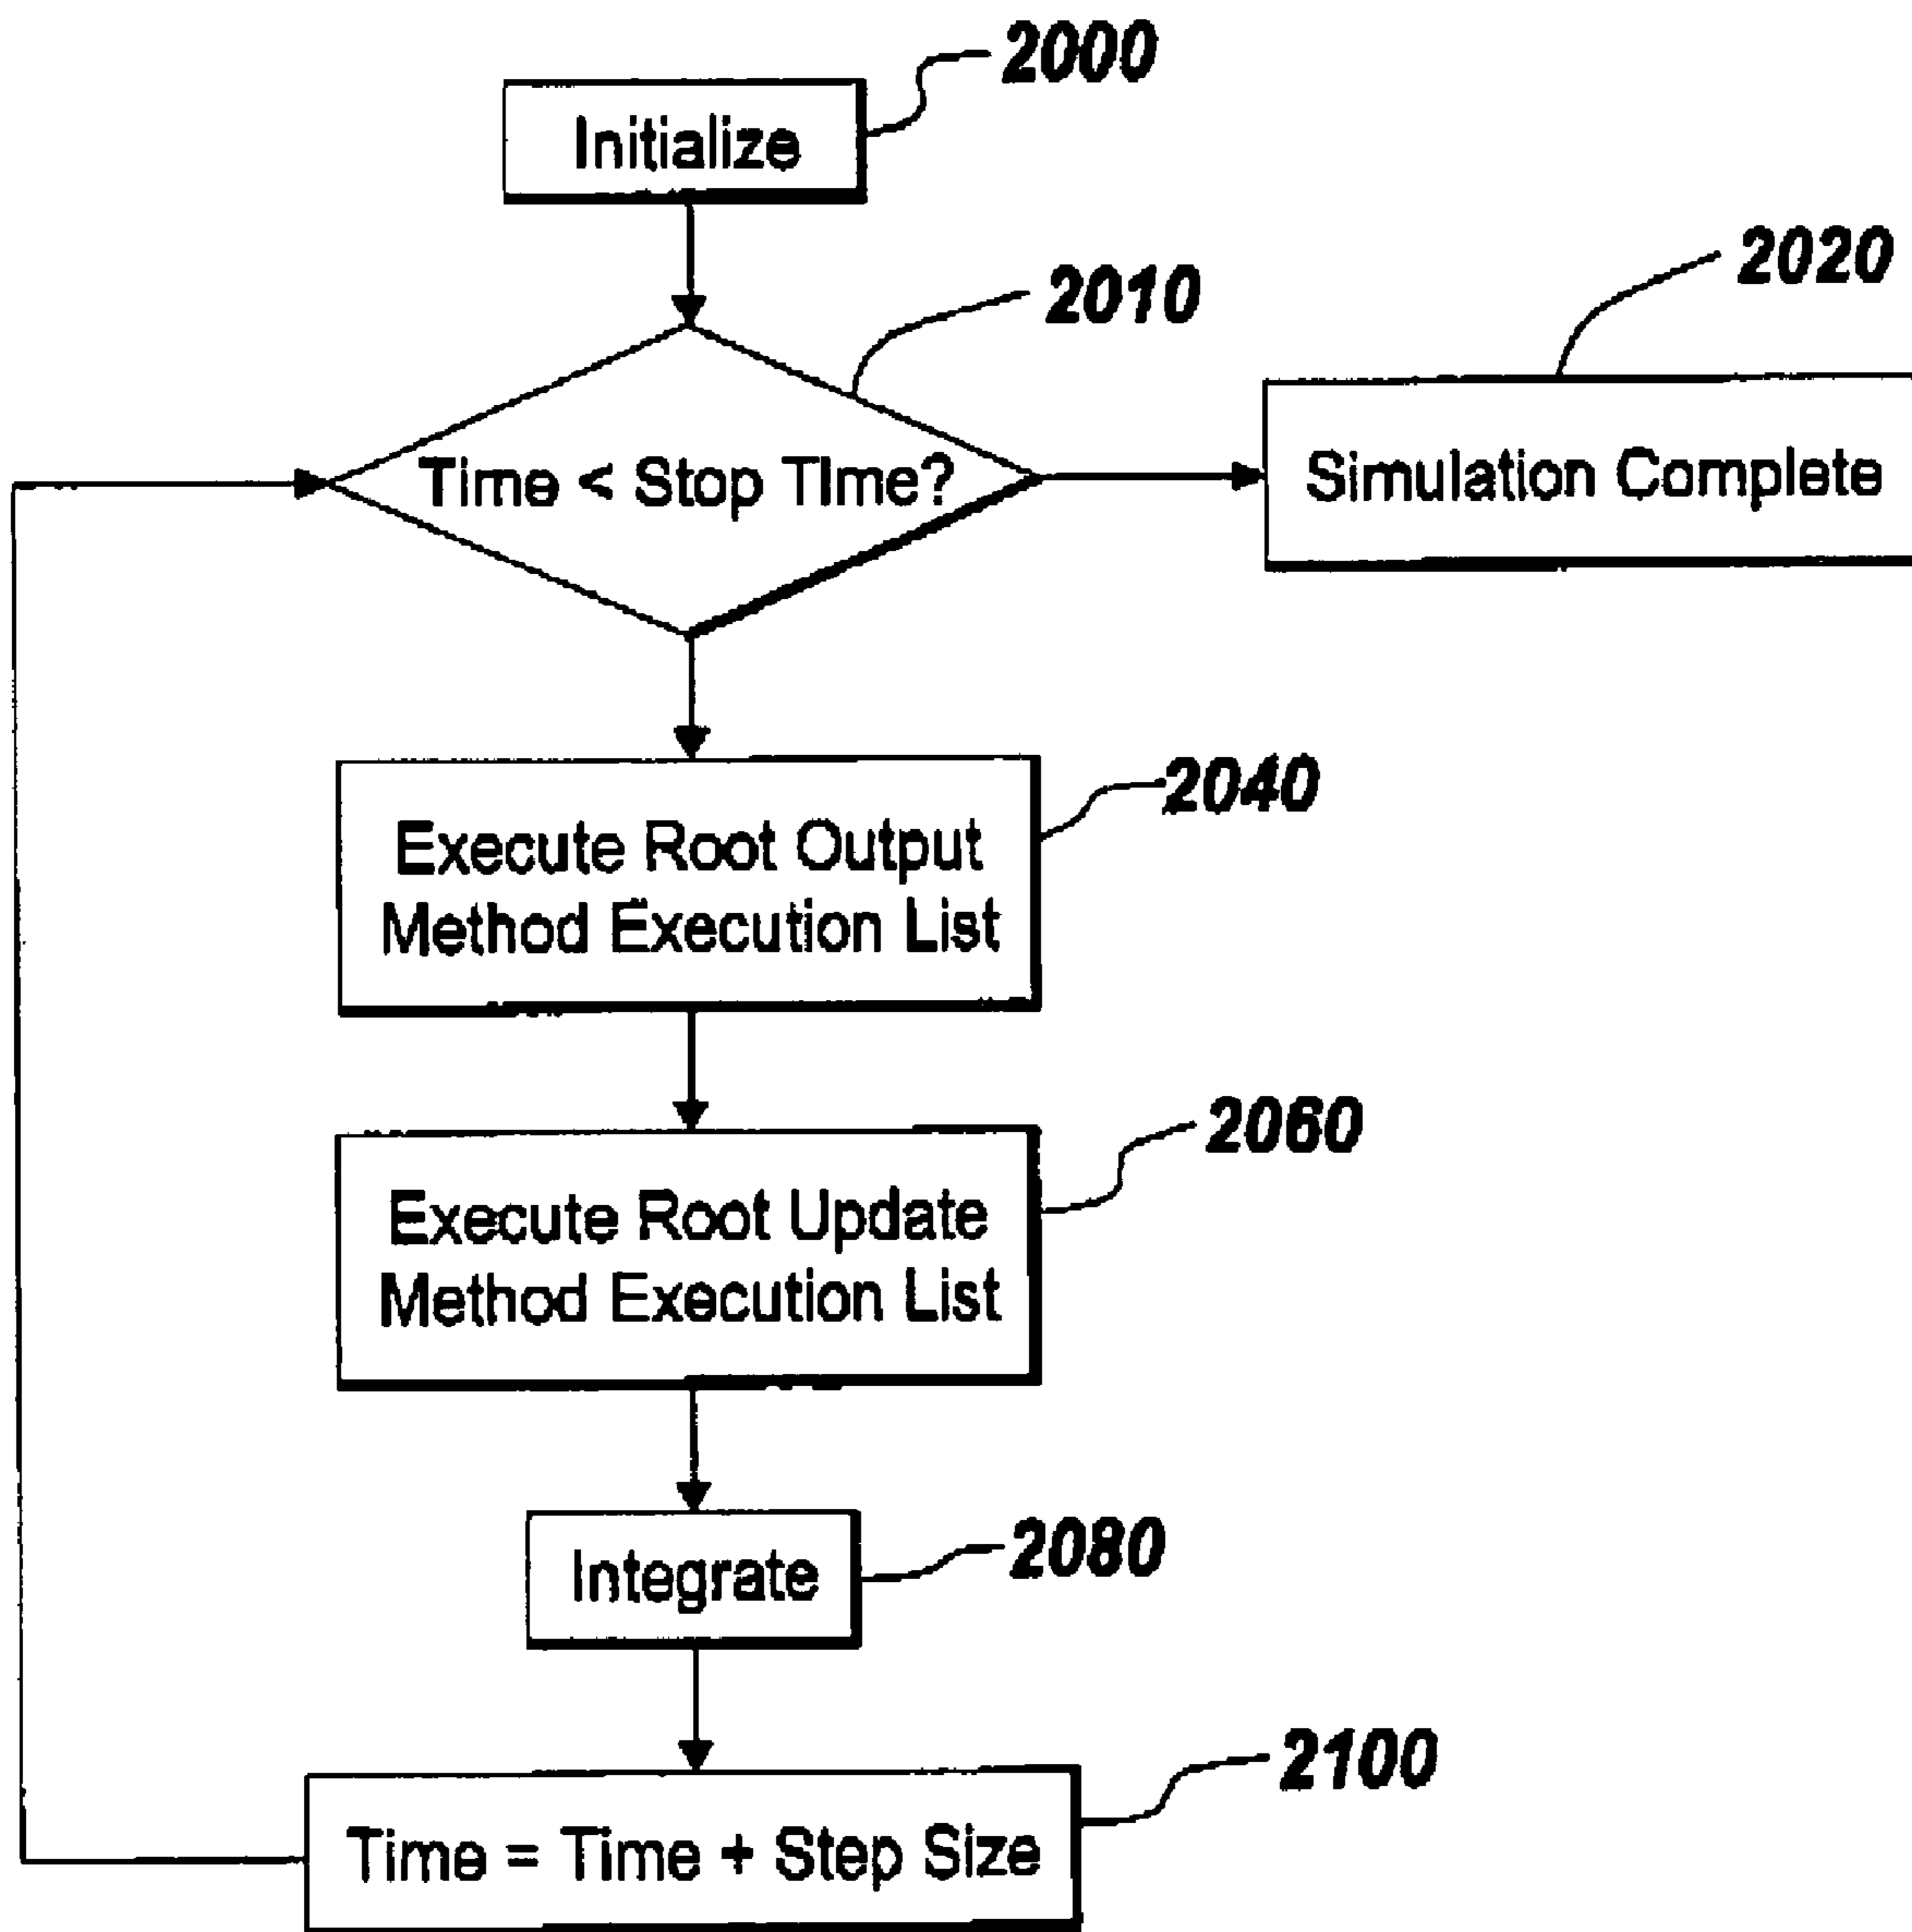 2000
Initialize
2010
2020
Time < Stop TIme?
Simulation Complete
2040
Execute Root Output
Method Execution List
2060
Execute Root Update
Method Execution List
Integrate
2080
2100
Time = Time + Step Size